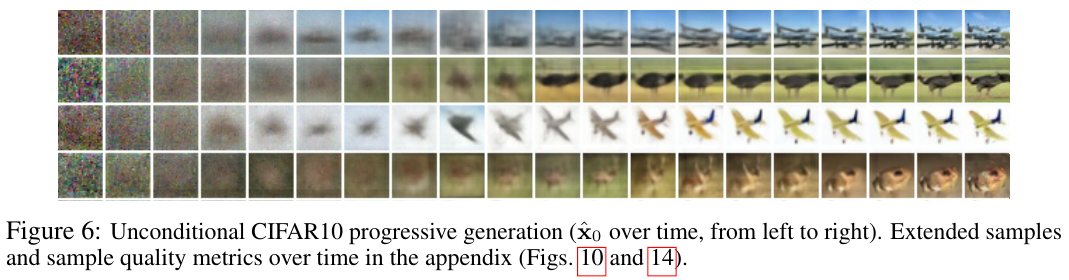 Figure 6: Unconditional CIFAR10 progressive generation (x̂₀ over time, from left to right). Extended samples
and sample quality metrics over time in the appendix (Figs. 10 and 14).